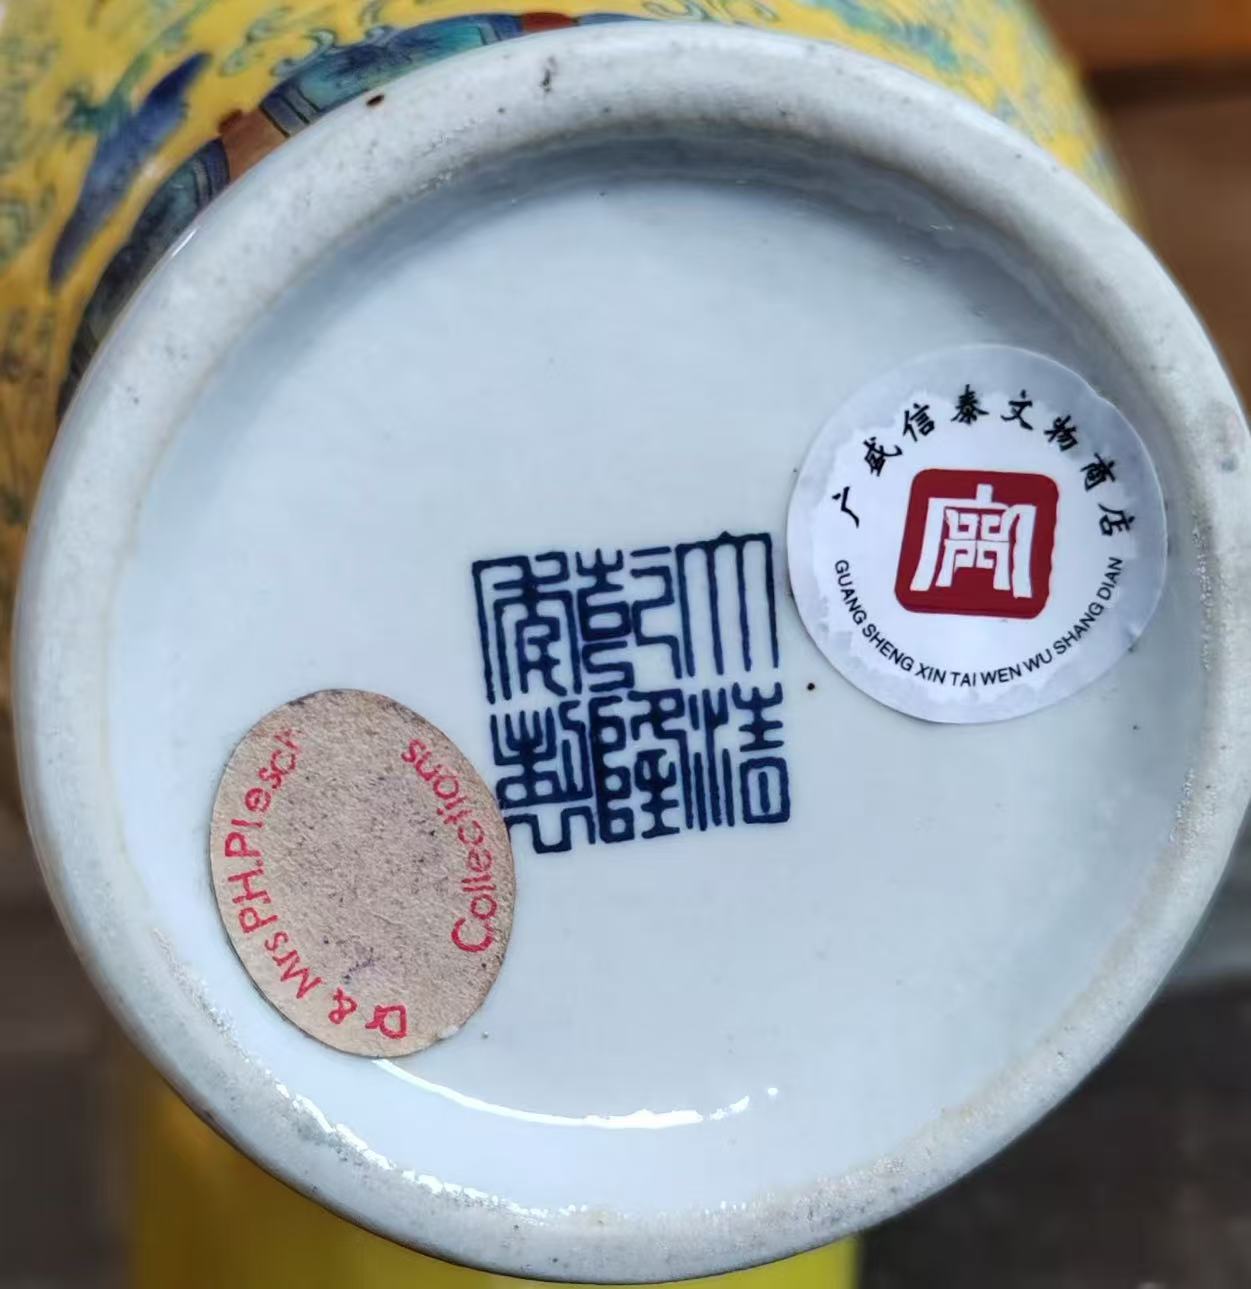 广盛信泰文物商店
GUANG SHENG XIN TAI WEN WU SHANG DIAN
大清
乾隆
年製
Dr & Mrs P.H.Plesch
Collections